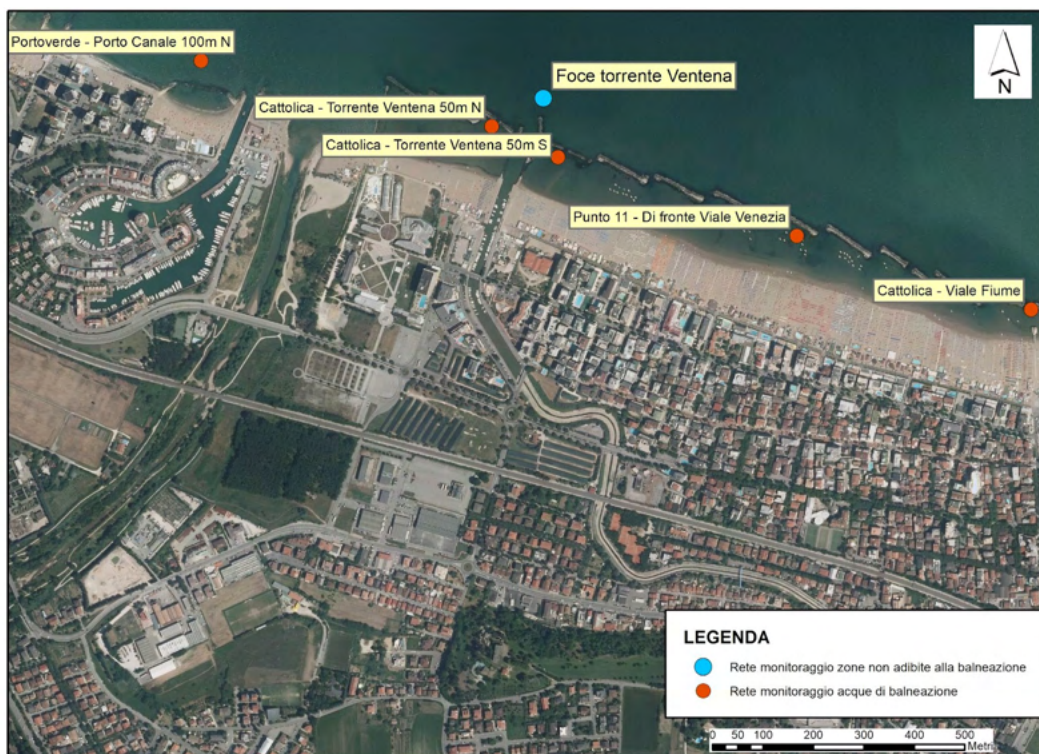 Portoverde - Porto Canale 100m N
Foce torrente Ventena
N
Cattolica - Torrente Ventena 50m N
Cattolica - Torrente Ventena 50m S
Punto 11 - Di fronte Viale Venezia
Cattolica - Viale Fiume
LEGENDA
Rete monitoraggio zone non adibite alla balneazione
Rete monitoraggio acque di balneazione
0 50 100 200 300 400 500
Metri